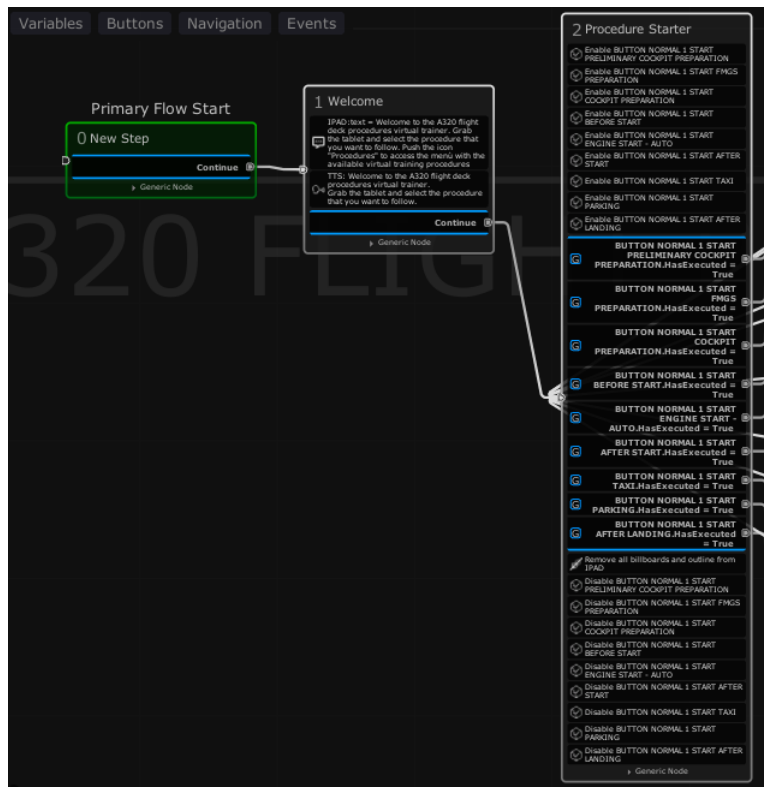 Variables Buttons Navigation Events
Primary Flow Start
0 New Step
Continue
Generic Node
1 Welcome
IPAD:text = Welcome to the A320 flight
deck procedures virtual trainer. Grab
the tablet and select the procedure that
you want to follow. Push the icon
"Procedures" to access the menù with the
available virtual training procedures
TTS: Welcome to the A320 flight deck
procedures virtual trainer.
Grab the tablet and select the procedure
that you want to follow.
Continue
Generic Node
320 FLIGH
2 Procedure Starter
Enable BUTTON NORMAL 1 START
PRELIMINARY COCKPIT PREPARATION
Enable BUTTON NORMAL 1 START FMGS
PREPARATION
Enable BUTTON NORMAL 1 START
COCKPIT PREPARATION
Enable BUTTON NORMAL 1 START
BEFORE START
Enable BUTTON NORMAL 1 START
ENGINE START - AUTO
Enable BUTTON NORMAL 1 START AFTER
START
Enable BUTTON NORMAL 1 START TAXI
Enable BUTTON NORMAL 1 START
PARKING
Enable BUTTON NORMAL 1 START AFTER
LANDING
G
BUTTON NORMAL 1 START
PRELIMINARY COCKPIT
PREPARATION.HasExecuted =
True
G
BUTTON NORMAL 1 START
FMGS
PREPARATION.HasExecuted =
True
G
BUTTON NORMAL 1 START
COCKPIT
PREPARATION.HasExecuted =
True
G
BUTTON NORMAL 1 START
BEFORE START.HasExecuted =
True
G
BUTTON NORMAL 1 START
ENGINE START -
AUTO.HasExecuted = True
G
BUTTON NORMAL 1 START
AFTER START.HasExecuted =
True
G
BUTTON NORMAL 1 START
TAXI.HasExecuted = True
G
BUTTON NORMAL 1 START
PARKING.HasExecuted = True
G
BUTTON NORMAL 1 START
AFTER LANDING.HasExecuted
= True
Remove all billboards and outline from
IPAD
Disable BUTTON NORMAL 1 START
PRELIMINARY COCKPIT PREPARATION
Disable BUTTON NORMAL 1 START FMGS
PREPARATION
Disable BUTTON NORMAL 1 START
COCKPIT PREPARATION
Disable BUTTON NORMAL 1 START
BEFORE START
Disable BUTTON NORMAL 1 START
ENGINE START - AUTO
Disable BUTTON NORMAL 1 START AFTER
START
Disable BUTTON NORMAL 1 START TAXI
Disable BUTTON NORMAL 1 START
PARKING
Disable BUTTON NORMAL 1 START AFTER
LANDING
Generic Node